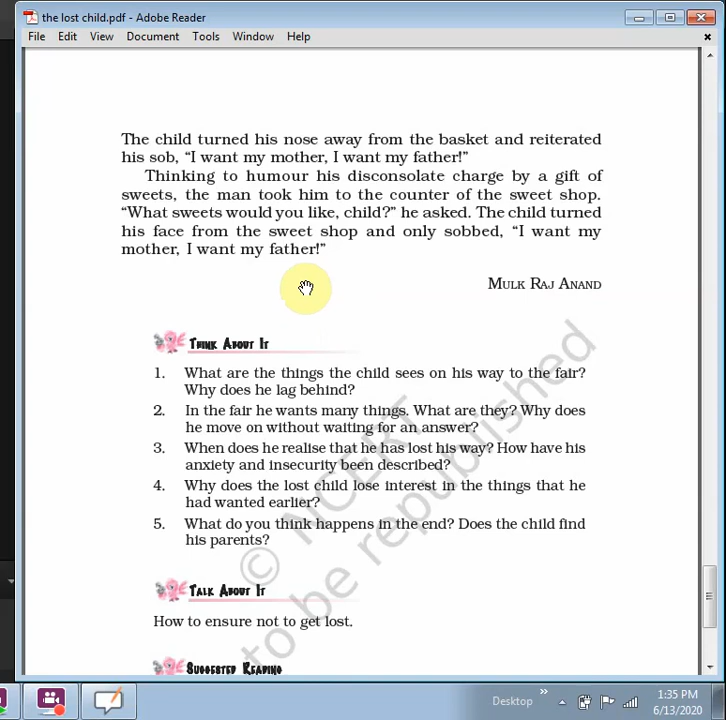 the lost child.pdf - Adobe Reader
File Edit View Document Tools Window Help
The child turned his nose away from the basket and reiterated
his sob, “I want my mother, I want my father!”
Thinking to humour his disconsolate charge by a gift of
sweets, the man took him to the counter of the sweet shop.
“What sweets would you like, child?” he asked. The child turned
his face from the sweet shop and only sobbed, “I want my
mother, I want my father!”
MULK RAJ ANAND
THINK ABOUT IT
1. What are the things the child sees on his way to the fair?
Why does he lag behind?
2. In the fair he wants many things. What are they? Why does
he move on without waiting for an answer?
3. When does he realise that he has lost his way? How have his
anxiety and insecurity been described?
4. Why does the lost child lose interest in the things that he
had wanted earlier?
5. What do you think happens in the end? Does the child find
his parents?
TALK ABOUT IT
How to ensure not to get lost.
SUGGESTED READING
© NCERT
to be republished
Desktop
1:35 PM
6/13/2020